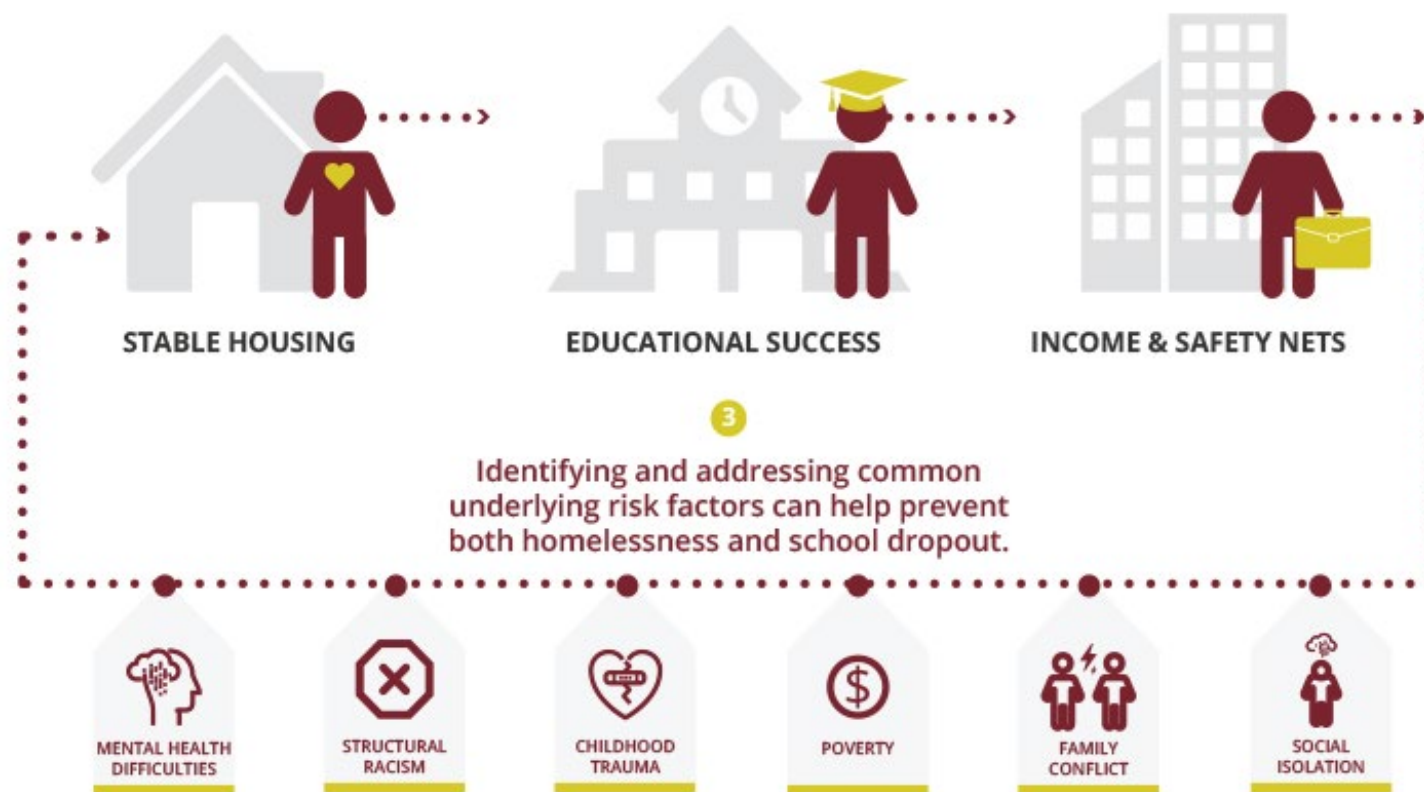 STABLE HOUSING
EDUCATIONAL SUCCESS
INCOME & SAFETY NETS
3
Identifying and addressing common
underlying risk factors can help prevent
both homelessness and school dropout.
MENTAL HEALTH
DIFFICULTIES
STRUCTURAL
RACISM
CHILDHOOD
TRAUMA
$
POVERTY
FAMILY
CONFLICT
SOCIAL
ISOLATION